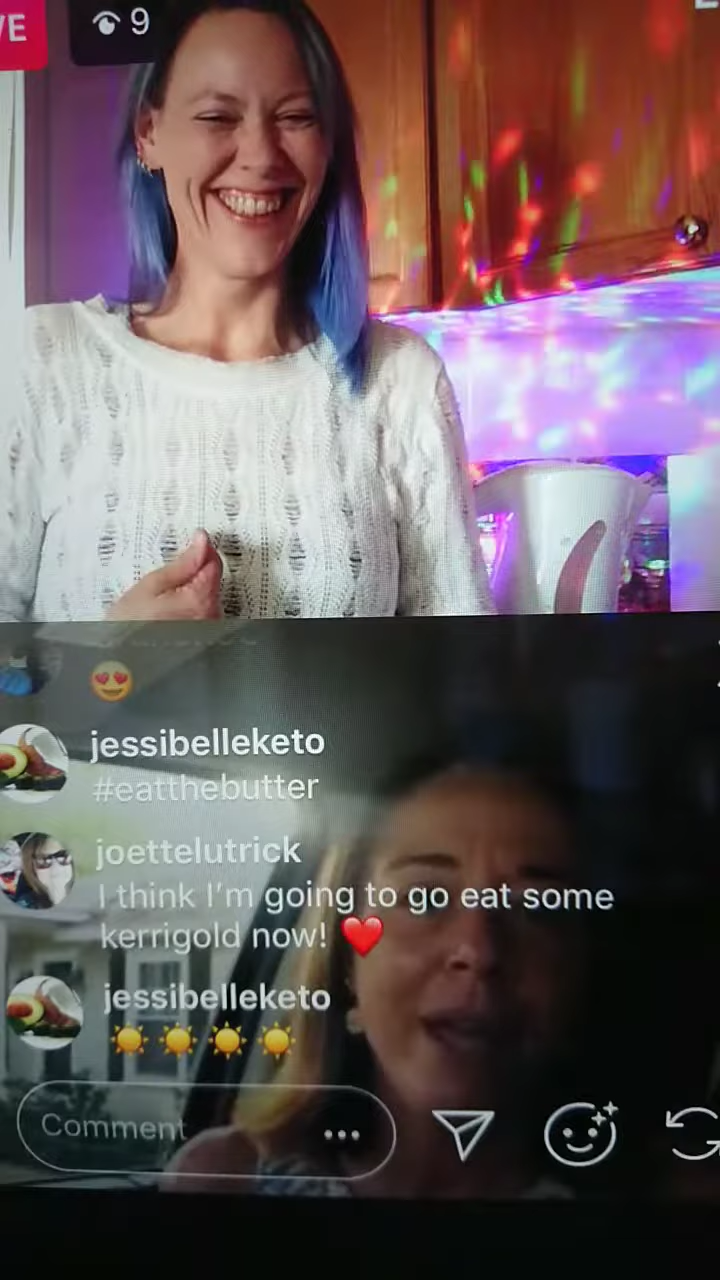 VE
9
😍
jessibelleketo
#eatthebutter
joettelutrick
I think I'm going to go eat some
kerrigold now! ❤️
jessibelleketo
☀️☀️☀️☀️
Comment